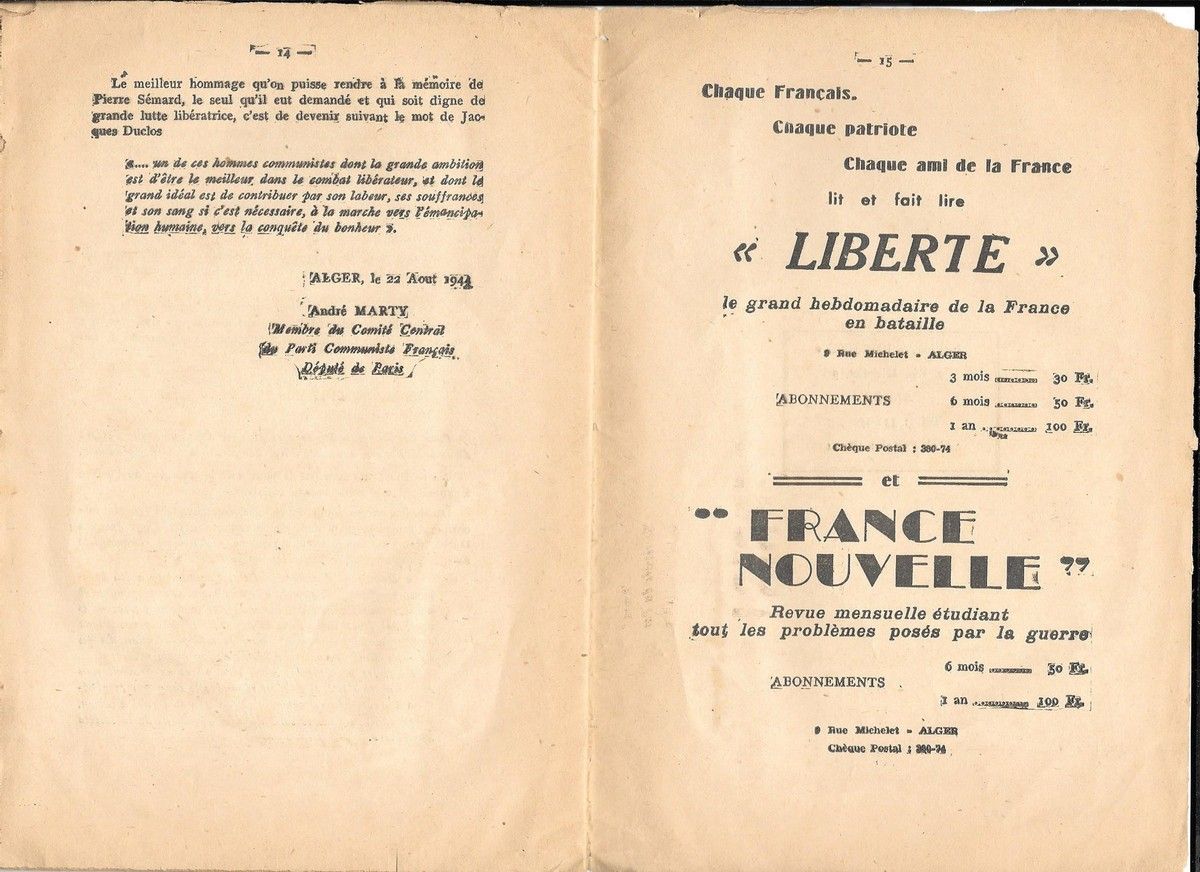 — 14 —
Le meilleur hommage qu'on puisse rendre à la mémoire de
Pierre Sémard, le seul qu'il eut demandé et qui soit digne de
grande lutte libératrice, c'est de devenir suivant le mot de Jac-
ques Duclos
«.... un de ces hommes communistes dont la grande ambition
est d'être le meilleur dans le combat libérateur, et dont le
grand idéal est de contribuer par son labeur, ses souffrances
et son sang si c'est nécessaire, à la marche vers l'émancipa-
tion humaine, vers la conquête du bonheur ».
ALGER, le 22 Aout 1942
André MARTY
Membre du Comité Central
du Parti Communiste Français
Député de Paris
— 15 —
Chaque Français.
Chaque patriote
Chaque ami de la France
lit et fait lire
« LIBERTE »
le grand hebdomadaire de la France
en bataille
9 Rue Michelet - ALGER
3 mois ........ 30 Fr.
ABONNEMENTS 6 mois ........ 50 Fr.
1 an ........ 100 Fr.
Chèque Postal : 380-74
et
“ FRANCE
NOUVELLE ”
Revue mensuelle étudiant
tout les problèmes posés par la guerre
6 mois ........ 50 Fr.
ABONNEMENTS
1 an ........ 100 Fr.
9 Rue Michelet - ALGER
Chèque Postal : 380-74